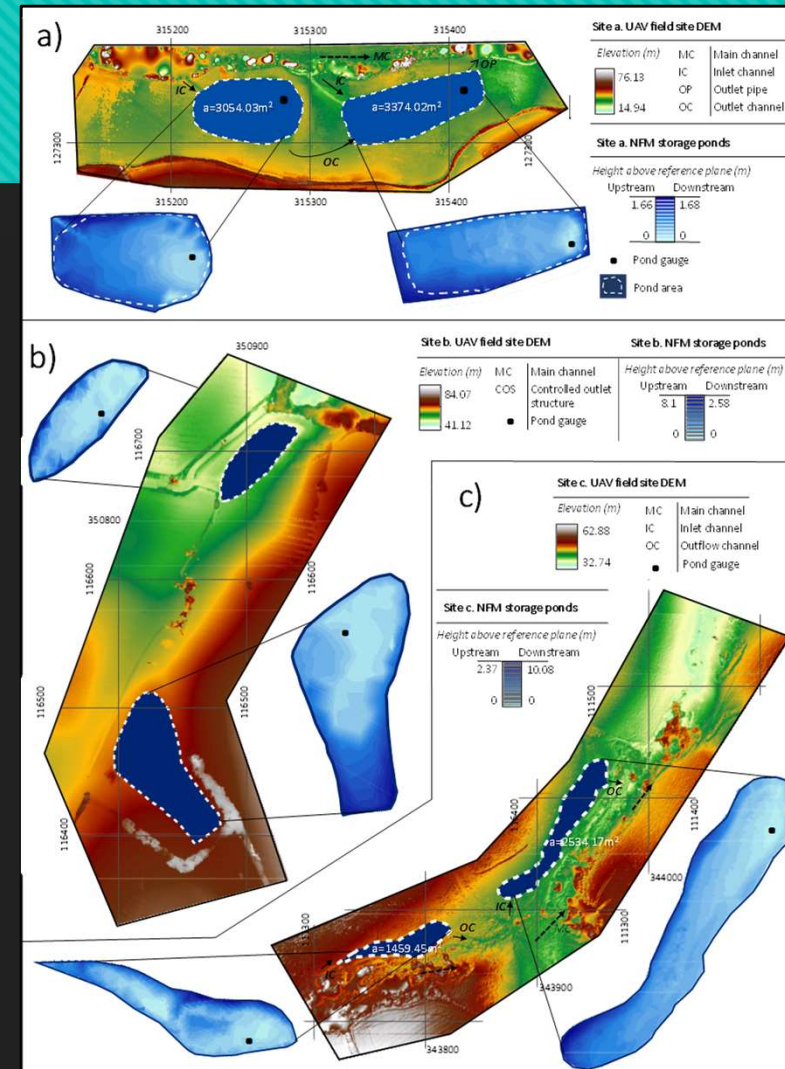 a)
315200
315300
315400
MC
IC
IC
OP
a=3054.03m²
a=3374.02m²
OC
127300
127300
315200
315300
315400
Site a. UAV field site DEM
Elevation (m)
76.13
14.94
MC Main channel
IC Inlet channel
OP Outlet pipe
OC Outlet channel
Site a. NFM storage ponds
Height above reference plane (m)
Upstream Downstream
1.66 1.68
0 0
Pond gauge
Pond area
b)
350900
116700
350800
116600
116600
116500
116500
116400
Site b. UAV field site DEM
Elevation (m)
84.07
41.12
MC Main channel
COS Controlled outlet structure
Pond gauge
Site b. NFM storage ponds
Height above reference plane (m)
Upstream Downstream
8.1 2.58
0 0
c)
Site c. UAV field site DEM
Elevation (m)
62.88
32.74
MC Main channel
IC Inlet channel
OC Outflow channel
Pond gauge
Site c. NFM storage ponds
Height above reference plane (m)
Upstream Downstream
2.37 10.08
0 0
111500
OC
111400
a=2534.17m²
344000
IC
MC
111300
OC
a=1459.45m²
IC
343900
343800